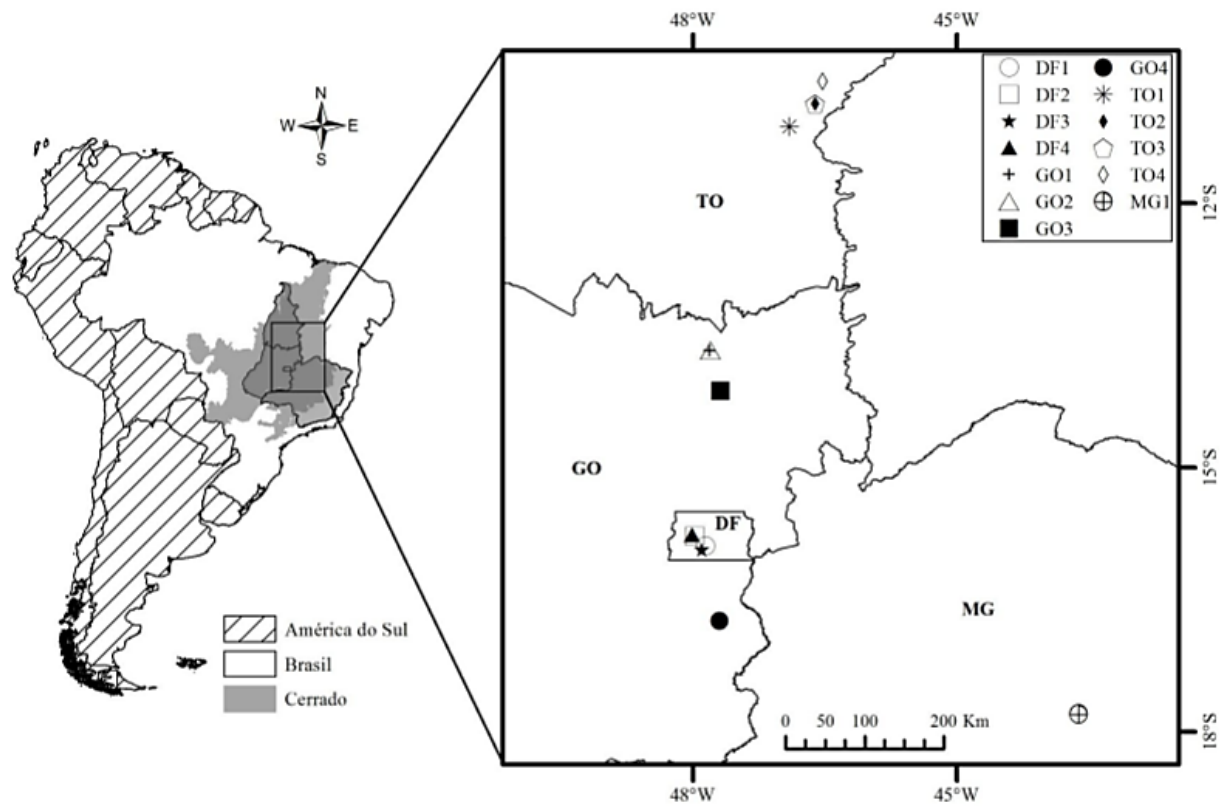 48°W
45°W
N
W E
S
DF1
DF2
DF3
DF4
GO1
GO2
GO3
GO4
TO1
TO2
TO3
TO4
MG1
TO
12°S
GO
15°S
DF
MG
América do Sul
Brasil
Cerrado
0 50 100 200 Km
18°S
48°W
45°W